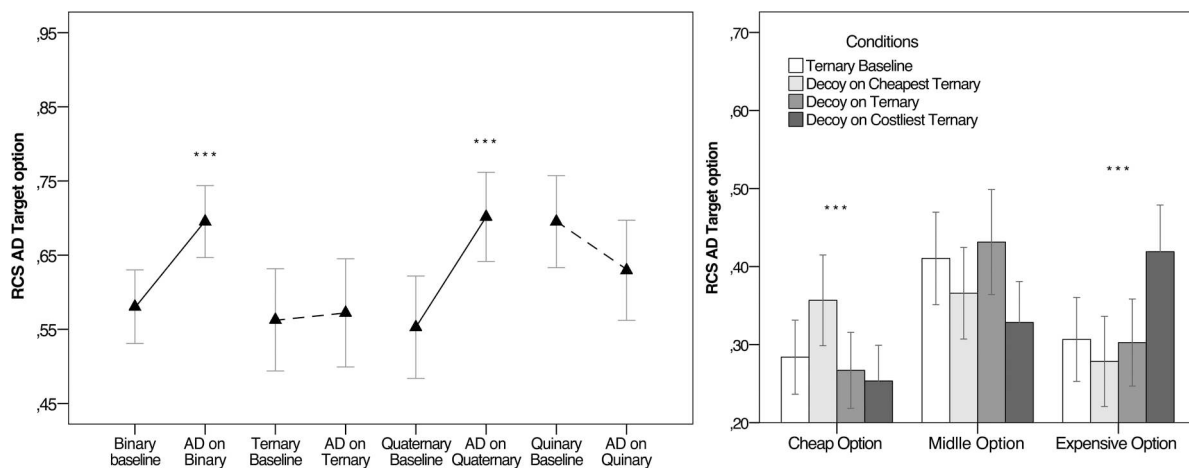 RCS AD Target option
,95
,85
,75
,65
,55
,45
***
***
Binary
baseline
AD on
Binary
Ternary
Baseline
AD on
Ternary
Quaternary
Baseline
AD on
Quaternary
Quinary
Baseline
AD on
Quinary
RCS AD Target option
,70
,60
,50
,40
,30
,20
Conditions
Ternary Baseline
Decoy on Cheapest Ternary
Decoy on Ternary
Decoy on Costliest Ternary
***
***
Cheap Option
Midlle Option
Expensive Option